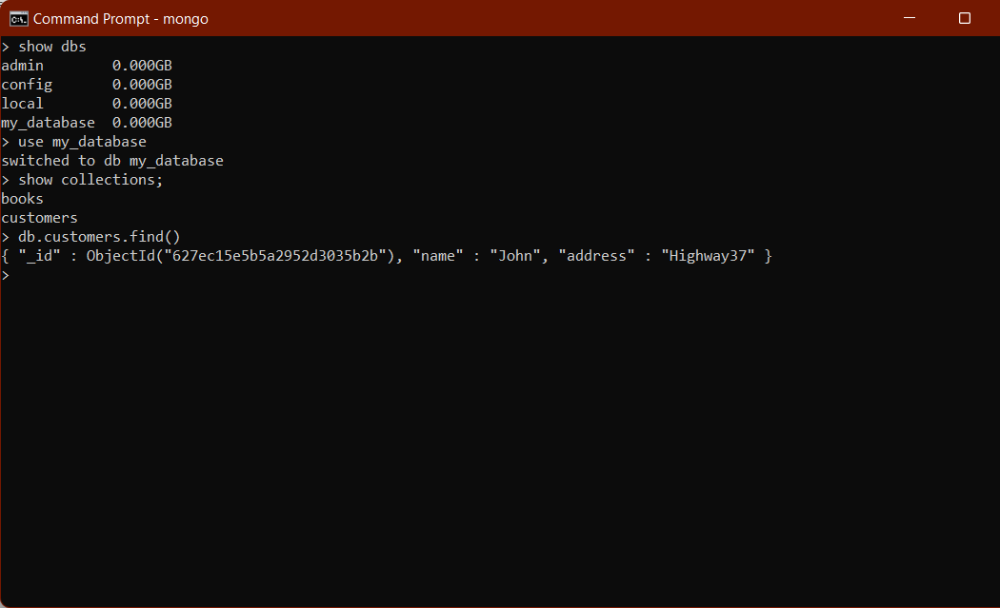 Command Prompt - mongo
> show dbs
admin        0.000GB
config       0.000GB
local        0.000GB
my_database  0.000GB
> use my_database
switched to db my_database
> show collections;
books
customers
> db.customers.find()
{ "_id" : ObjectId("627ec15e5b5a2952d3035b2b"), "name" : "John", "address" : "Highway37" }
>